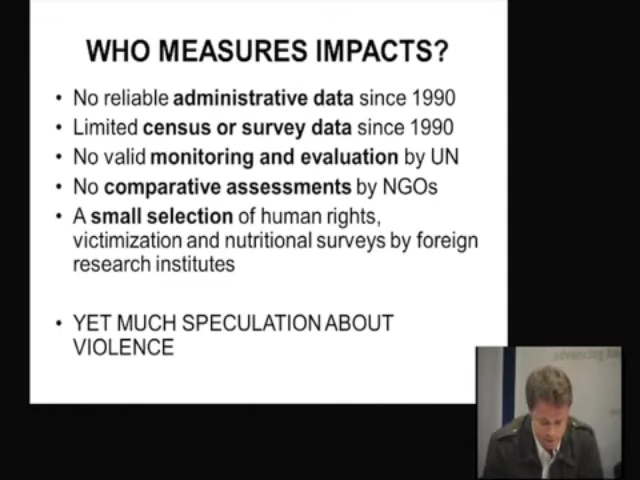 WHO MEASURES IMPACTS?
• No reliable administrative data since 1990
• Limited census or survey data since 1990
• No valid monitoring and evaluation by UN
• No comparative assessments by NGOs
• A small selection of human rights,
victimization and nutritional surveys by foreign
research institutes
• YET MUCH SPECULATION ABOUT
VIOLENCE
advancing